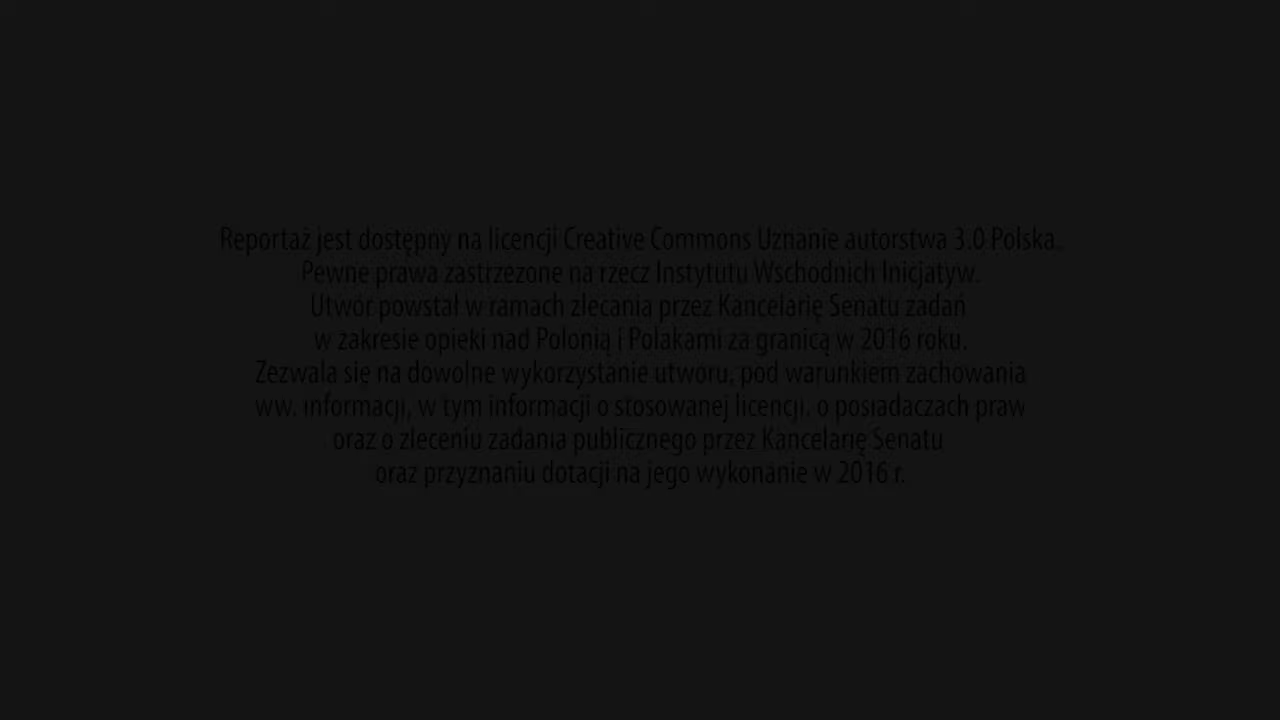 Reportaż jest dostępny na licencji Creative Commons Uznanie autorstwa 3.0 Polska.
Pewne prawa zastrzeżone na rzecz Instytutu Wschodnich Inicjatyw.
Utwór powstał w ramach zlecania przez Kancelarię Senatu zadań
w zakresie opieki nad Polonią i Polakami za granicą w 2016 roku.
Zezwala się na dowolne wykorzystanie utworu, pod warunkiem zachowania
ww. informacji, w tym informacji o stosowanej licencji, o posiadaczach praw
oraz o zleceniu zadania publicznego przez Kancelarię Senatu
oraz przyznaniu dotacji na jego wykonanie w 2016 r.